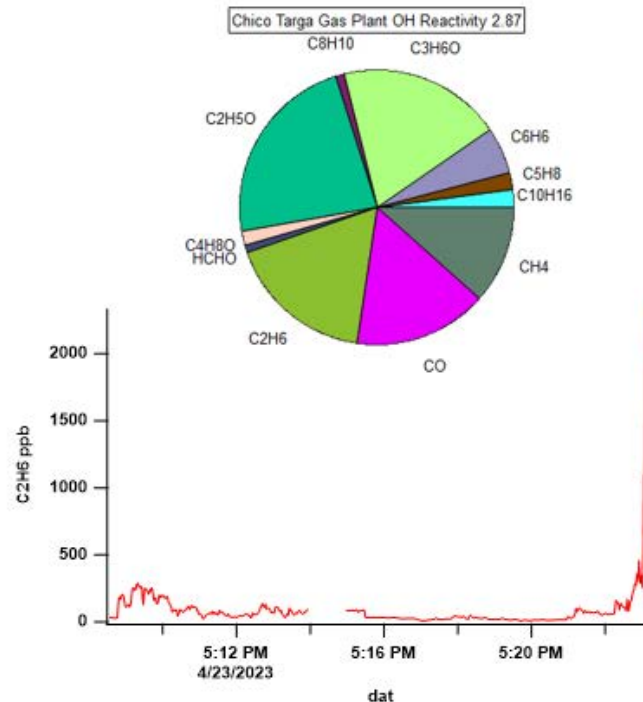 Chico Targa Gas Plant OH Reactivity 2.87
C8H10
C3H6O
C2H5O
C6H6
C5H8
C10H16
C4H8O
HCHO
CH4
C2H6
CO
2000
1500
1000
500
0
C2H6 ppb
5:12 PM
4/23/2023
5:16 PM
5:20 PM
dat